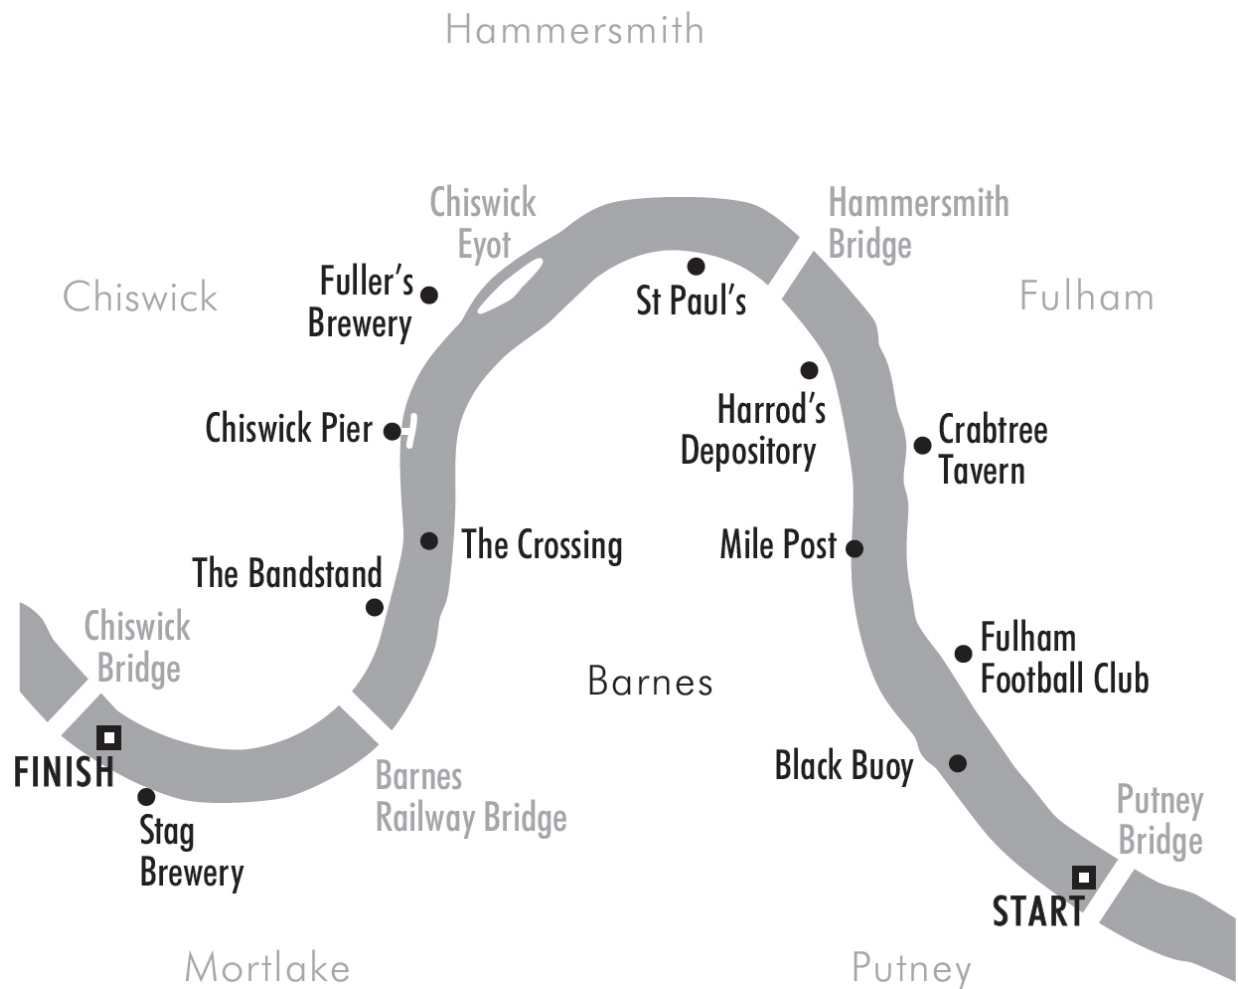 Hammersmith
Chiswick
Eyot
Hammersmith
Bridge
Fuller's
Brewery
Chiswick
St Paul's
Fulham
Harrod's
Depository
Chiswick Pier
Crabtree
Tavern
The Crossing
Mile Post
The Bandstand
Chiswick
Bridge
Fulham
Football Club
Barnes
FINISH
Black Buoy
Barnes
Railway Bridge
Putney
Bridge
Stag
Brewery
START
Mortlake
Putney